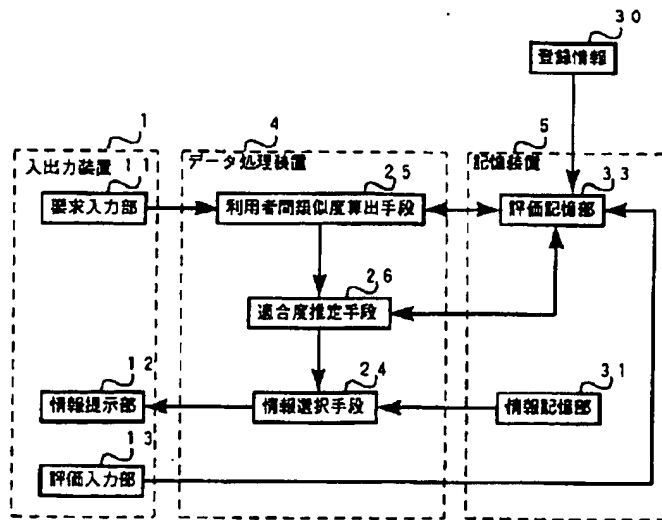 30
登録情報
1
4
5
入出力装置
11
データ処理装置
25
記憶装置
33
要求入力部
利用者間類似度算出手段
評価記憶部
26
適合度推定手段
12
24
31
情報提示部
情報選択手段
情報記憶部
13
評価入力部